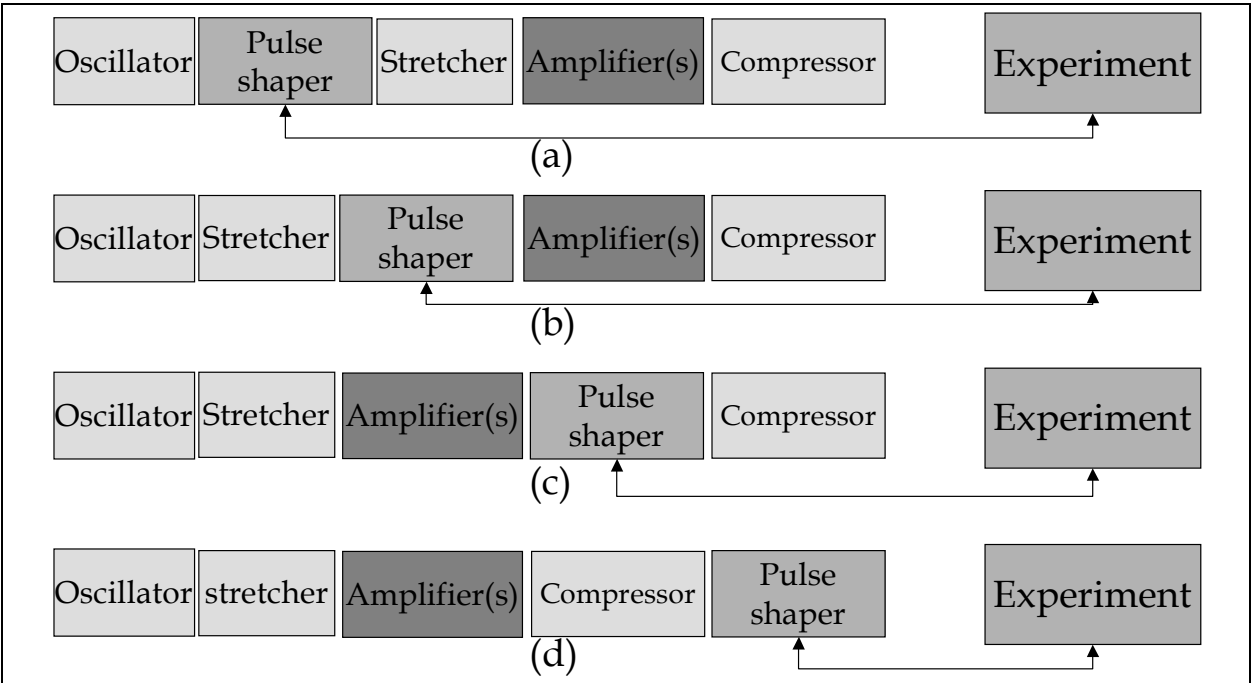 Oscillator
Pulse
shaper
Stretcher
Amplifier(s)
Compressor
Experiment
(a)
Oscillator
Stretcher
Pulse
shaper
Amplifier(s)
Compressor
Experiment
(b)
Oscillator
Stretcher
Amplifier(s)
Pulse
shaper
Compressor
Experiment
(c)
Oscillator
stretcher
Amplifier(s)
Compressor
Pulse
shaper
Experiment
(d)